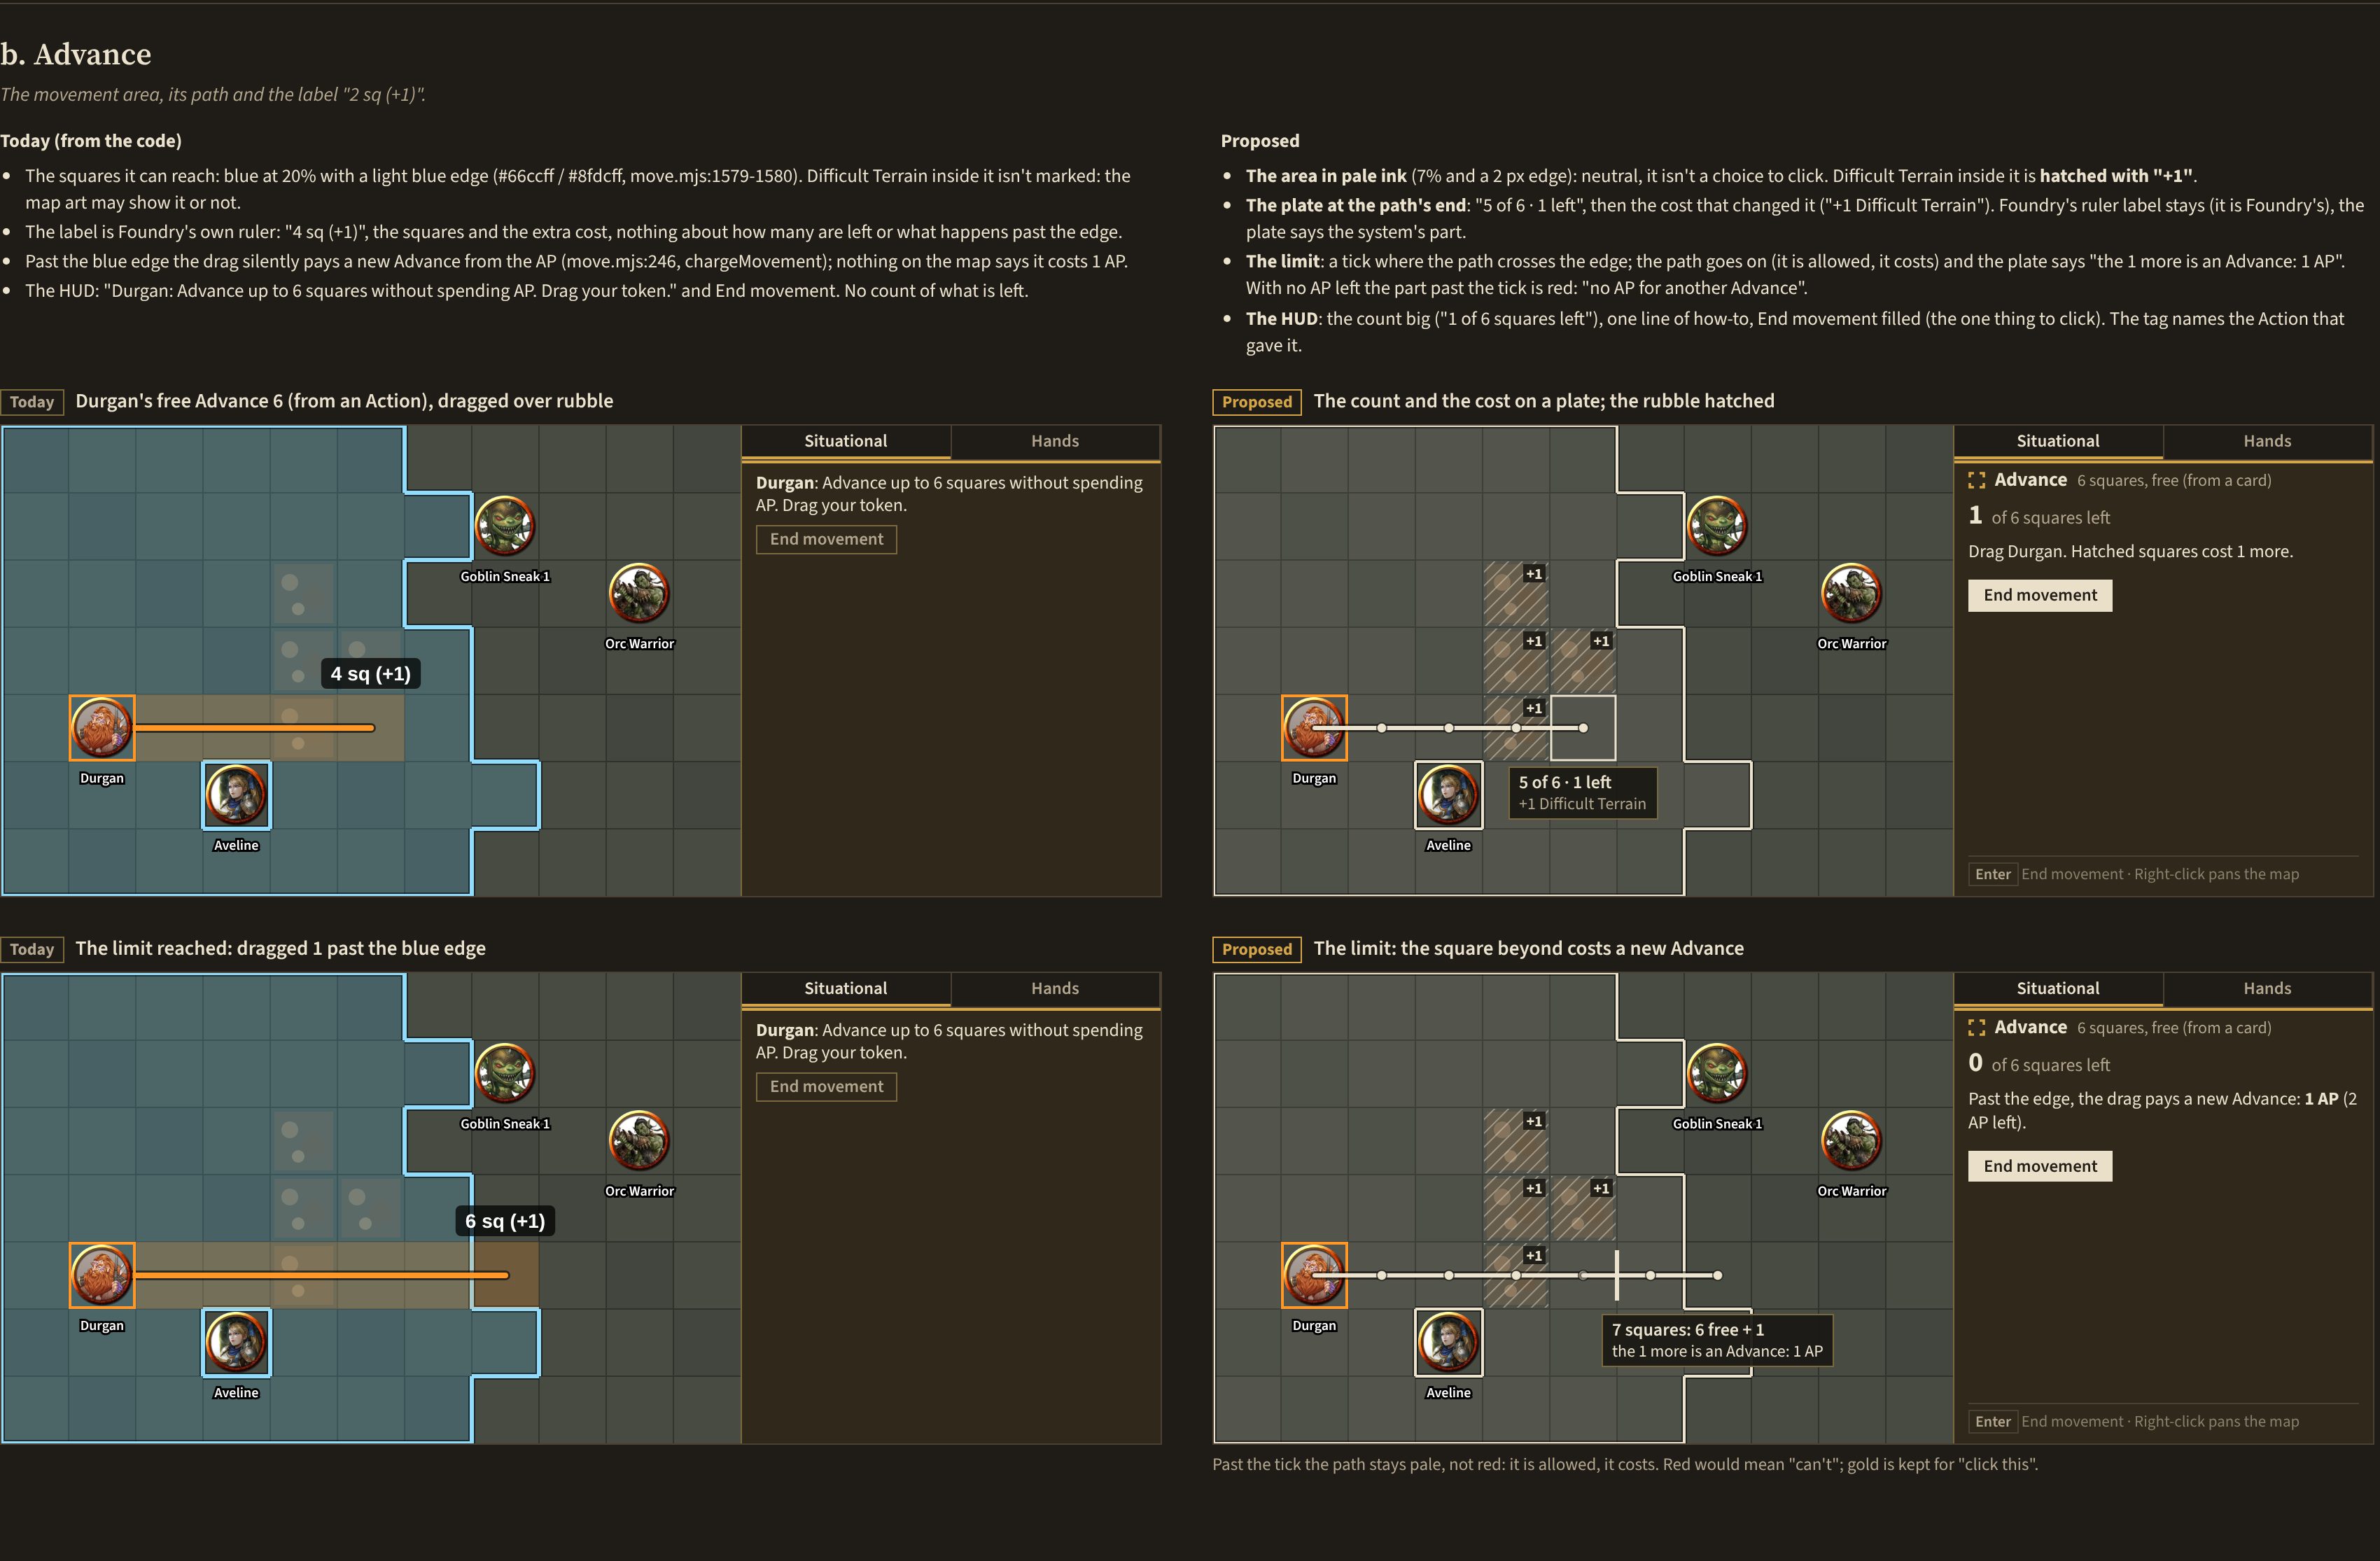 b. Advance
The movement area, its path and the label "2 sq (+1)".
Today (from the code)
• The squares it can reach: blue at 20% with a light blue edge (#66ccff / #8fdcff, move.mjs:1579-1580). Difficult Terrain inside it isn't marked: the
map art may show it or not.
• The label is Foundry's own ruler: "4 sq (+1)", the squares and the extra cost, nothing about how many are left or what happens past the edge.
• Past the blue edge the drag silently pays a new Advance from the AP (move.mjs:246, chargeMovement); nothing on the map says it costs 1 AP.
• The HUD: "Durgan: Advance up to 6 squares without spending AP. Drag your token." and End movement. No count of what is left.
Proposed
• The area in pale ink (7% and a 2 px edge): neutral, it isn't a choice to click. Difficult Terrain inside it is hatched with "+1".
• The plate at the path's end: "5 of 6 · 1 left", then the cost that changed it ("+1 Difficult Terrain"). Foundry's ruler label stays (it is Foundry's), the
plate says the system's part.
• The limit: a tick where the path crosses the edge; the path goes on (it is allowed, it costs) and the plate says "the 1 more is an Advance: 1 AP".
With no AP left the part past the tick is red: "no AP for another Advance".
• The HUD: the count big ("1 of 6 squares left"), one line of how-to, End movement filled (the one thing to click). The tag names the Action that
gave it.
Today Durgan's free Advance 6 (from an Action), dragged over rubble
Situational Hands
Durgan: Advance up to 6 squares without spending
AP. Drag your token.
End movement
Goblin Sneak 1
Orc Warrior
4 sq (+1)
Durgan
Aveline
Proposed The count and the cost on a plate; the rubble hatched
Situational Hands
Advance 6 squares, free (from a card)
1 of 6 squares left
Drag Durgan. Hatched squares cost 1 more.
End movement
Goblin Sneak 1
+1
Orc Warrior
+1 +1
+1
Durgan
5 of 6 · 1 left
+1 Difficult Terrain
Aveline
Enter End movement · Right-click pans the map
Today The limit reached: dragged 1 past the blue edge
Situational Hands
Durgan: Advance up to 6 squares without spending
AP. Drag your token.
End movement
Goblin Sneak 1
Orc Warrior
6 sq (+1)
Durgan
Aveline
Proposed The limit: the square beyond costs a new Advance
Situational Hands
Advance 6 squares, free (from a card)
0 of 6 squares left
Past the edge, the drag pays a new Advance: 1 AP (2
AP left).
End movement
Goblin Sneak 1
+1
Orc Warrior
+1 +1
+1
Durgan
7 squares: 6 free + 1
the 1 more is an Advance: 1 AP
Aveline
Enter End movement · Right-click pans the map
Past the tick the path stays pale, not red: it is allowed, it costs. Red would mean "can't"; gold is kept for "click this".